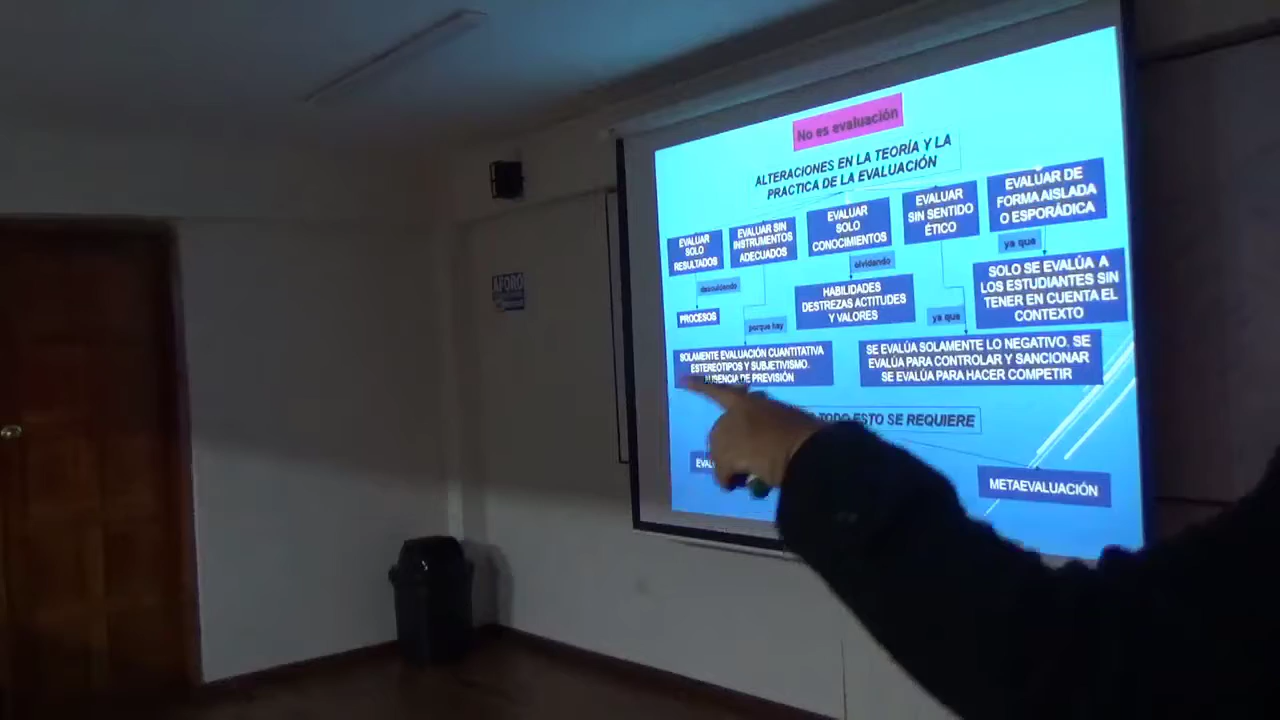 No es evaluación
ALTERACIONES EN LA TEORÍA Y LA
PRACTICA DE LA EVALUACIÓN
EVALUAR
SOLO
RESULTADOS
EVALUAR SIN
INSTRUMENTOS
ADECUADOS
EVALUAR
SOLO
CONOCIMIENTOS
EVALUAR
SIN SENTIDO
ÉTICO
EVALUAR DE
FORMA AISLADA
O ESPORÁDICA
descuidando
olvidando
ya que
PROCESOS
HABILIDADES
DESTREZAS ACTITUDES
Y VALORES
SOLO SE EVALÚA A
LOS ESTUDIANTES SIN
TENER EN CUENTA EL
CONTEXTO
porque hay
ya que
SOLAMENTE EVALUACIÓN CUANTITATIVA
ESTEREOTIPOS Y SUBJETIVISMO.
AUSENCIA DE PREVISIÓN
SE EVALÚA SOLAMENTE LO NEGATIVO. SE
EVALÚA PARA CONTROLAR Y SANCIONAR
SE EVALÚA PARA HACER COMPETIR
TODO ESTO SE REQUIERE
METAEVALUACIÓN
AFORO